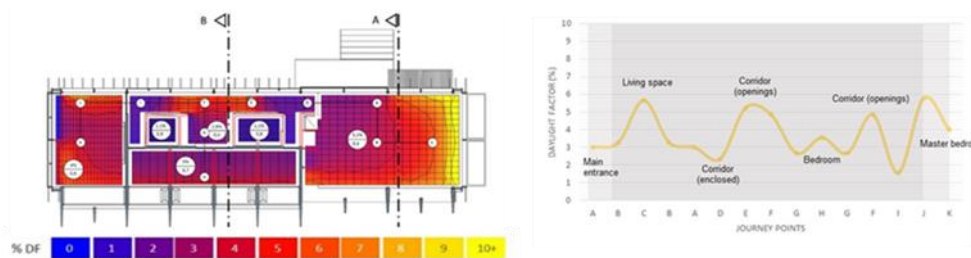 B
A
% DF 0 1 2 3 4 5 6 7 8 9 10+
10
9
8
7
6
5
4
3
2
1
0
DAYLIGHT FACTOR (%)
Living space
Corridor
(openings)
Corridor (openings)
Main
entrance
Corridor
(enclosed)
Bedroom
Master bedro
A B C B A D E F G H G F I J K
JOURNEY POINTS